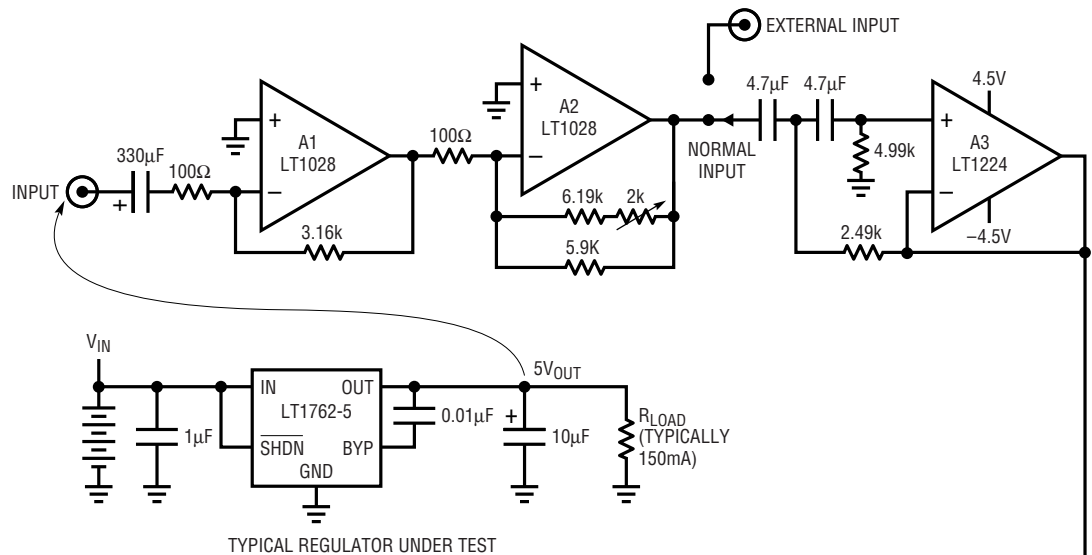 EXTERNAL INPUT
INPUT
330µF
+
100Ω
+
–
A1
LT1028
3.16k
100Ω
+
–
A2
LT1028
6.19k
2k
5.9K
NORMAL
INPUT
4.7µF
4.7µF
4.99k
2.49k
+
–
A3
LT1224
4.5V
–4.5V
VIN
1µF
IN
OUT
LT1762-5
SHDN
BYP
GND
0.01µF
5VOUT
+
10µF
RLOAD
(TYPICALLY
150mA)
TYPICAL REGULATOR UNDER TEST